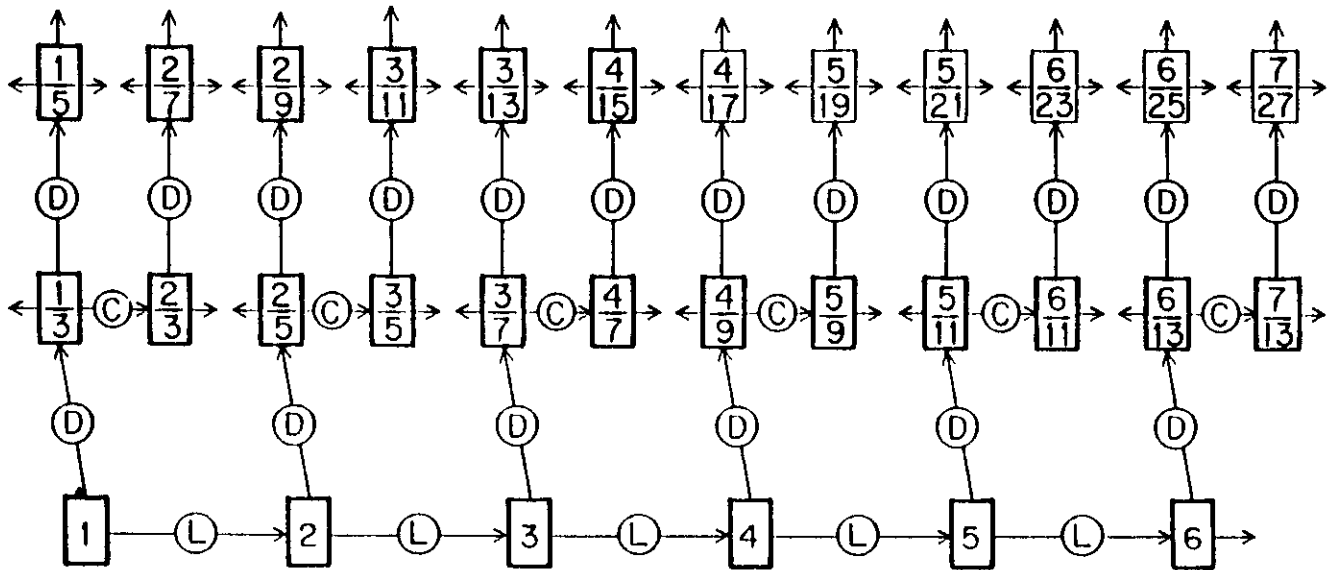 1/5 2/7 2/9 3/11 3/13 4/15 4/17 5/19 5/21 6/23 6/25 7/27
D D D D D D D D D D D D
1/3 C 2/3 2/5 C 3/5 3/7 C 4/7 4/9 C 5/9 5/11 C 6/11 6/13 C 7/13
D D D D D D
1 L 2 L 3 L 4 L 5 L 6